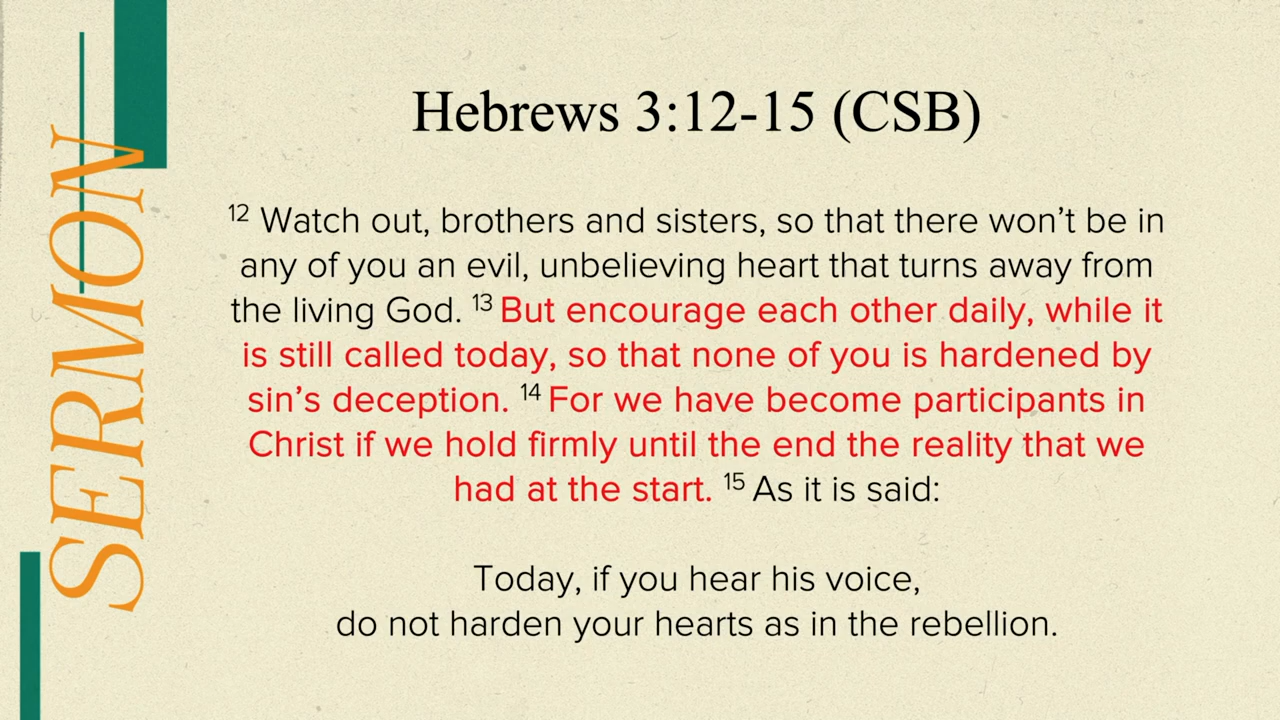 SERMON
Hebrews 3:12-15 (CSB)
12 Watch out, brothers and sisters, so that there won’t be in
any of you an evil, unbelieving heart that turns away from
the living God. 13 But encourage each other daily, while it
is still called today, so that none of you is hardened by
sin’s deception. 14 For we have become participants in
Christ if we hold firmly until the end the reality that we
had at the start. 15 As it is said:
Today, if you hear his voice,
do not harden your hearts as in the rebellion.